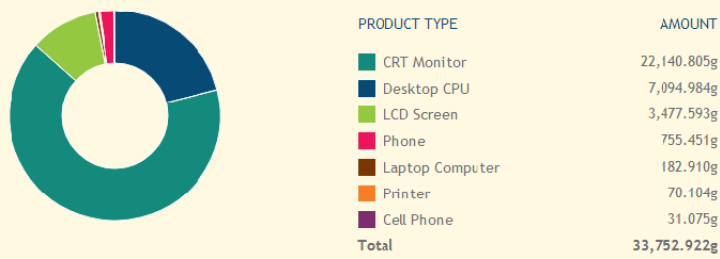 PRODUCT TYPE AMOUNT
CRT Monitor 22,140.805g
Desktop CPU 7,094.984g
LCD Screen 3,477.593g
Phone 755.451g
Laptop Computer 182.910g
Printer 70.104g
Cell Phone 31.075g
Total 33,752.922g